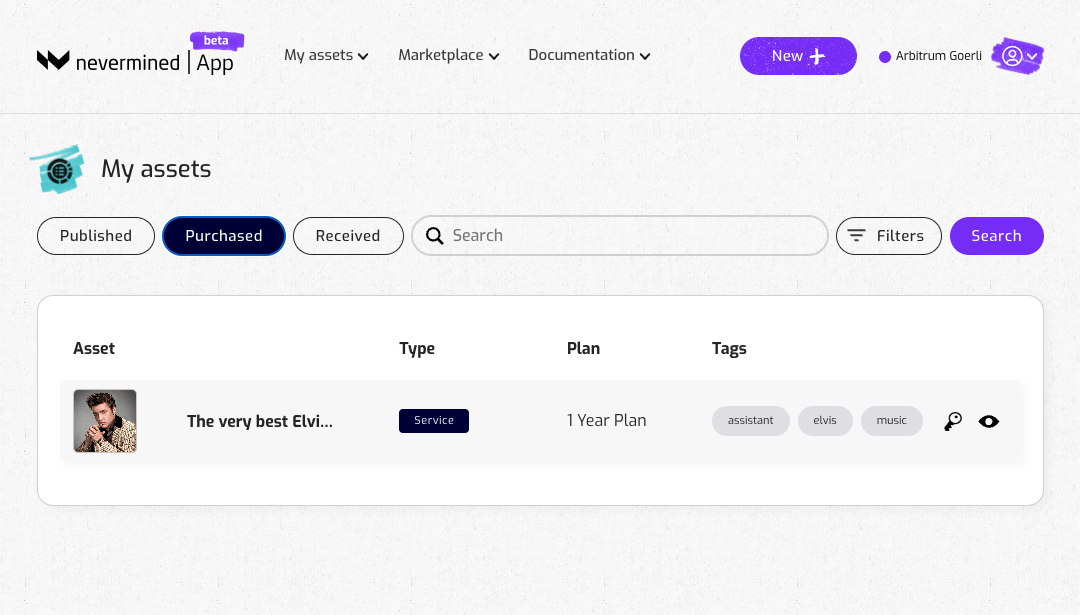 beta
nevermined | App
My assets
Marketplace
Documentation
New
Arbitrum Goerli
My assets
Published
Purchased
Received
Search
Filters
Search
Asset
Type
Plan
Tags
The very best Elvi...
Service
1 Year Plan
assistant
elvis
music